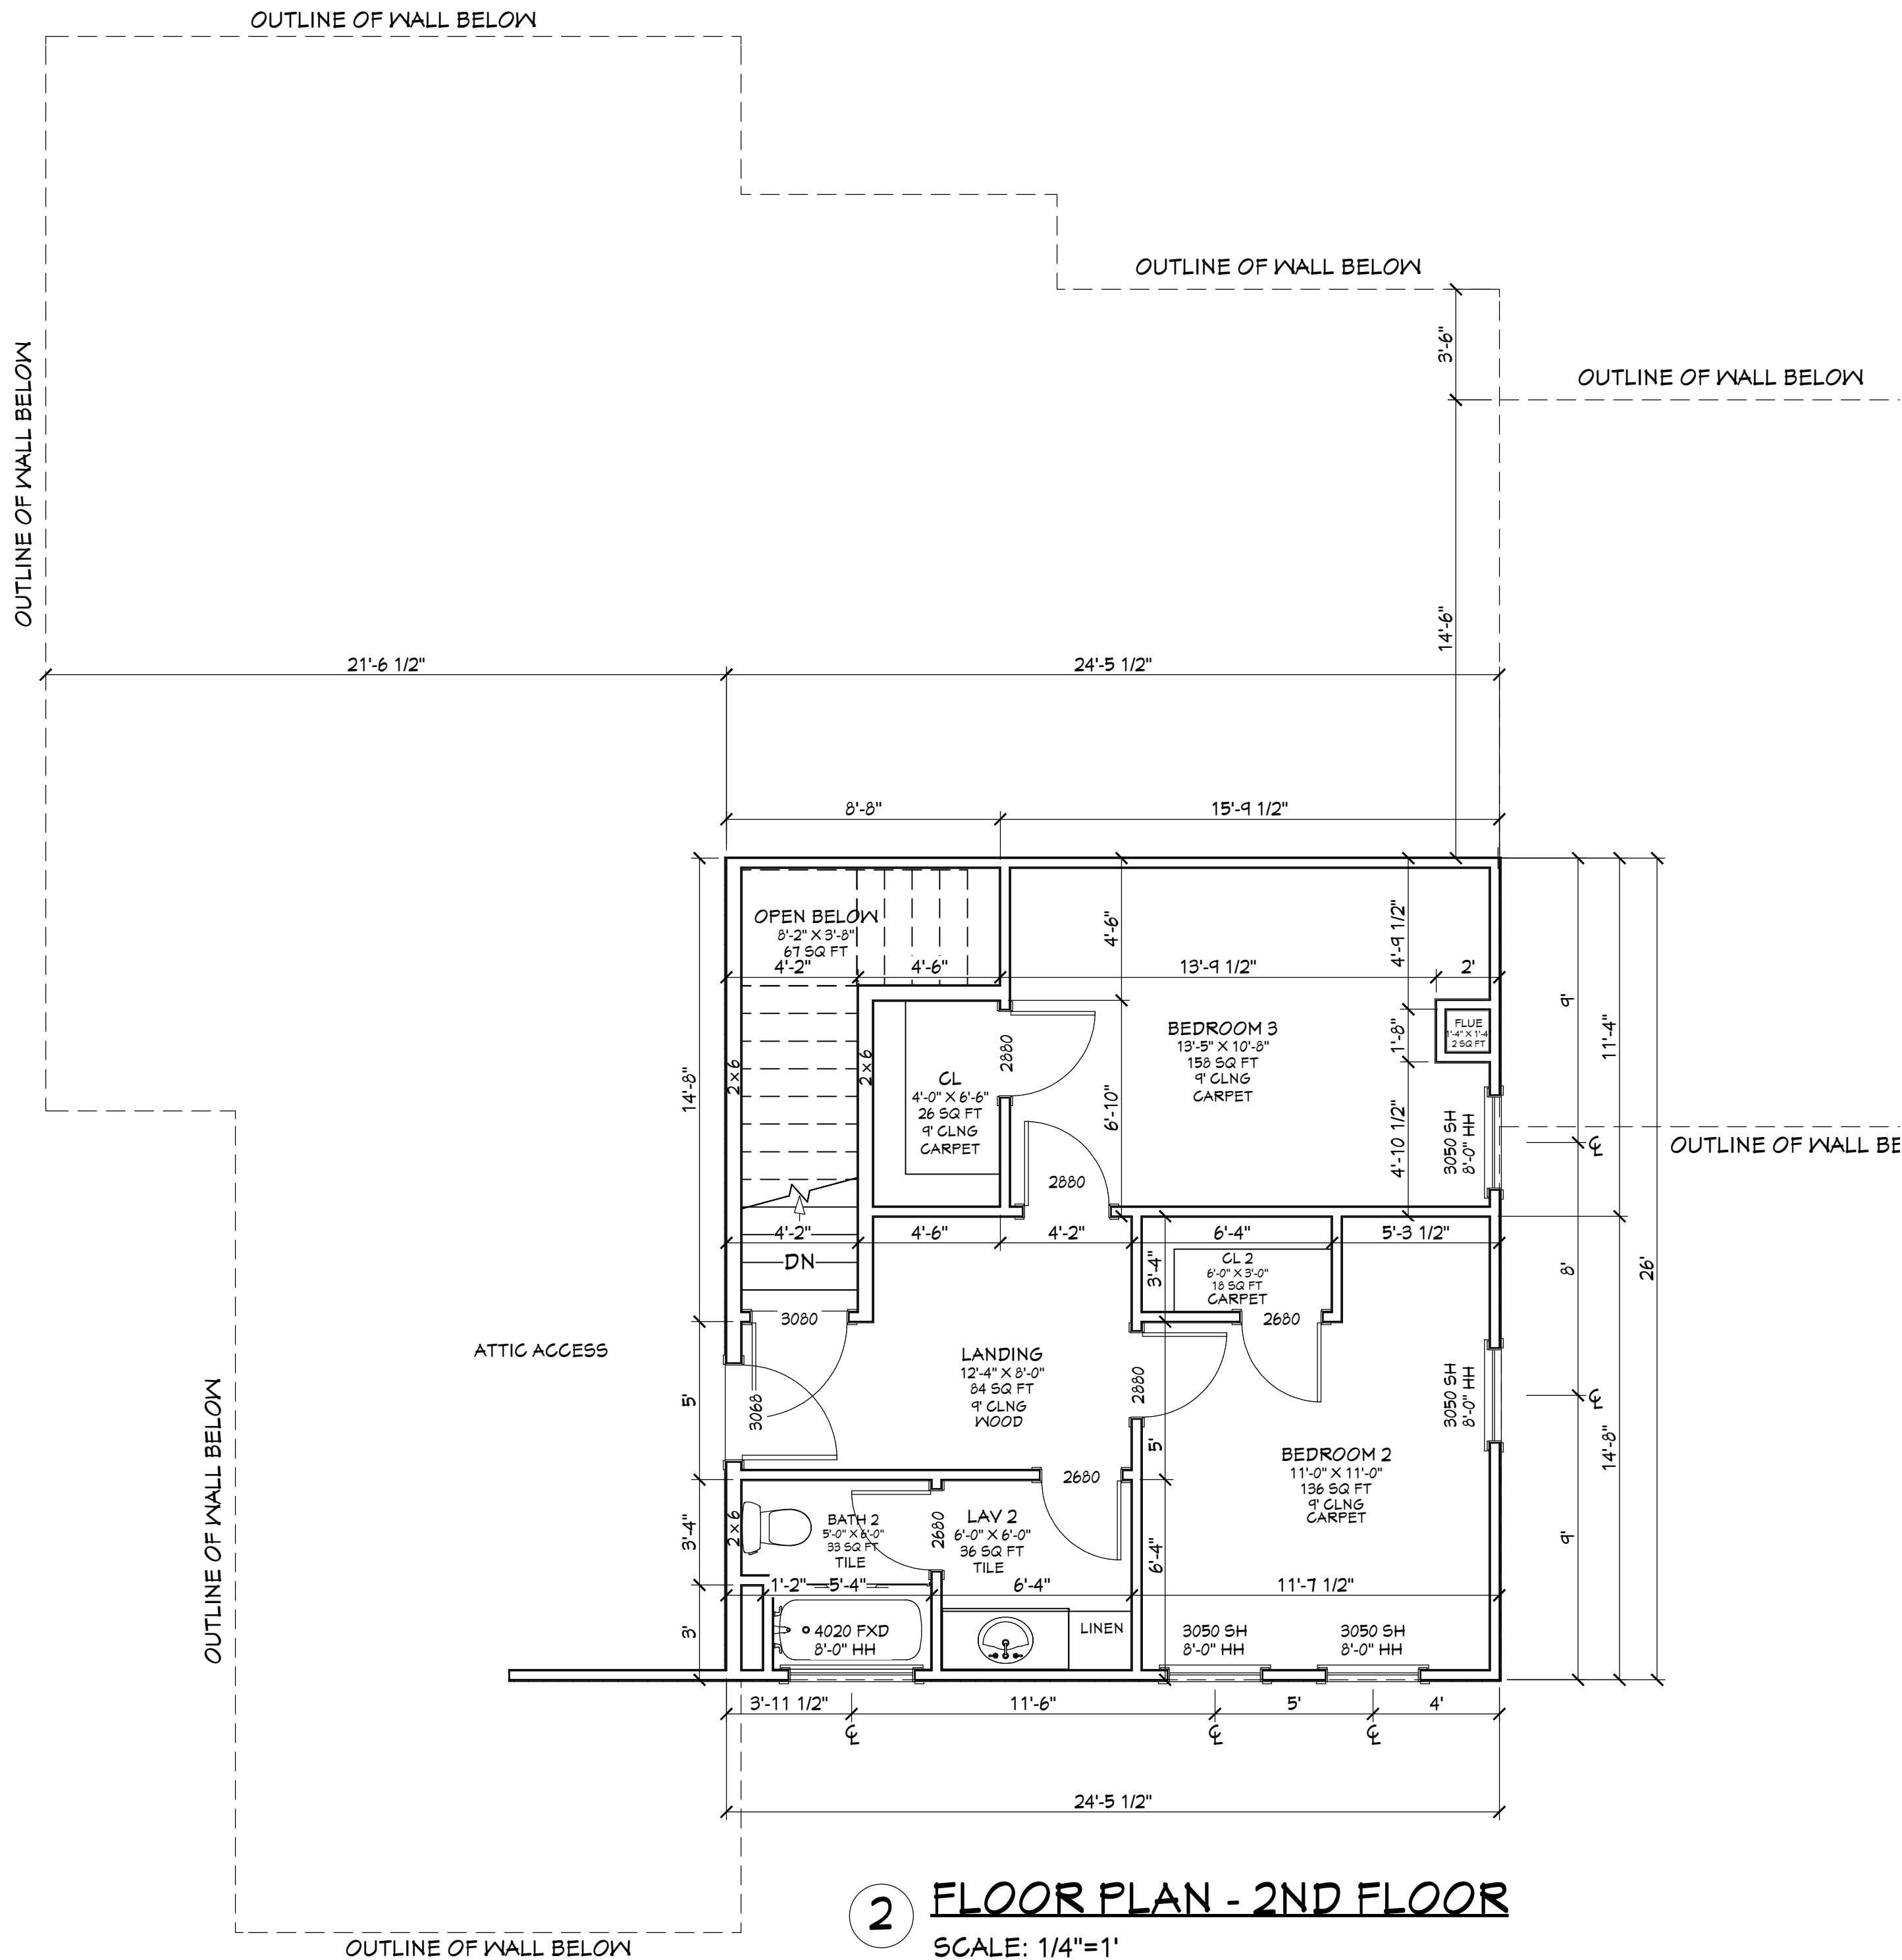 OUTLINE OF WALL BELOW
OUTLINE OF WALL BELOW
3'-6"
OUTLINE OF WALL BELOW
OUTLINE OF WALL BELOW
14'-6"
21'-6 1/2"
24'-5 1/2"
8'-8"
15'-9 1/2"
OPEN BELOW
8'-2" X 3'-8"
67 SQ FT
4'-2"
4'-6"
4'-6"
13'-9 1/2"
4'-9 1/2"
2'
9'
11'-4"
BEDROOM 3
13'-5" X 10'-8"
158 SQ FT
9' CLNG
CARPET
FLUE
1'-4" X 1'-4"
2 SQ FT
1'-8"
2880
14'-8"
2×6
2×6
CL
4'-0" X 6'-6"
26 SQ FT
9' CLNG
CARPET
6'-10"
4'-10 1/2"
3050 SH
8'-0" HH
℄
OUTLINE OF WALL BE
2880
4'-2"
4'-6"
4'-2"
6'-4"
5'-3 1/2"
DN
3'-4"
CL 2
6'-0" X 3'-0"
18 SQ FT
CARPET
8'
26'
3080
2680
ATTIC ACCESS
LANDING
12'-4" X 8'-0"
84 SQ FT
9' CLNG
WOOD
5'
3068
2880
3050 SH
8'-0" HH
℄
5'
BEDROOM 2
11'-0" X 11'-0"
136 SQ FT
9' CLNG
CARPET
14'-8"
2680
OUTLINE OF WALL BELOW
3'-4"
2×6
BATH 2
5'-0" X 6'-0"
33 SQ FT
TILE
2680
LAV 2
6'-0" X 6'-0"
36 SQ FT
TILE
6'-4"
9'
1'-2"
5'-4"
6'-4"
11'-7 1/2"
3'
4020 FXD
8'-0" HH
LINEN
3050 SH
8'-0" HH
3050 SH
8'-0" HH
3'-11 1/2"
11'-6"
5'
4'
℄
℄
℄
24'-5 1/2"
2
FLOOR PLAN - 2ND FLOOR
SCALE: 1/4"=1'
OUTLINE OF WALL BELOW